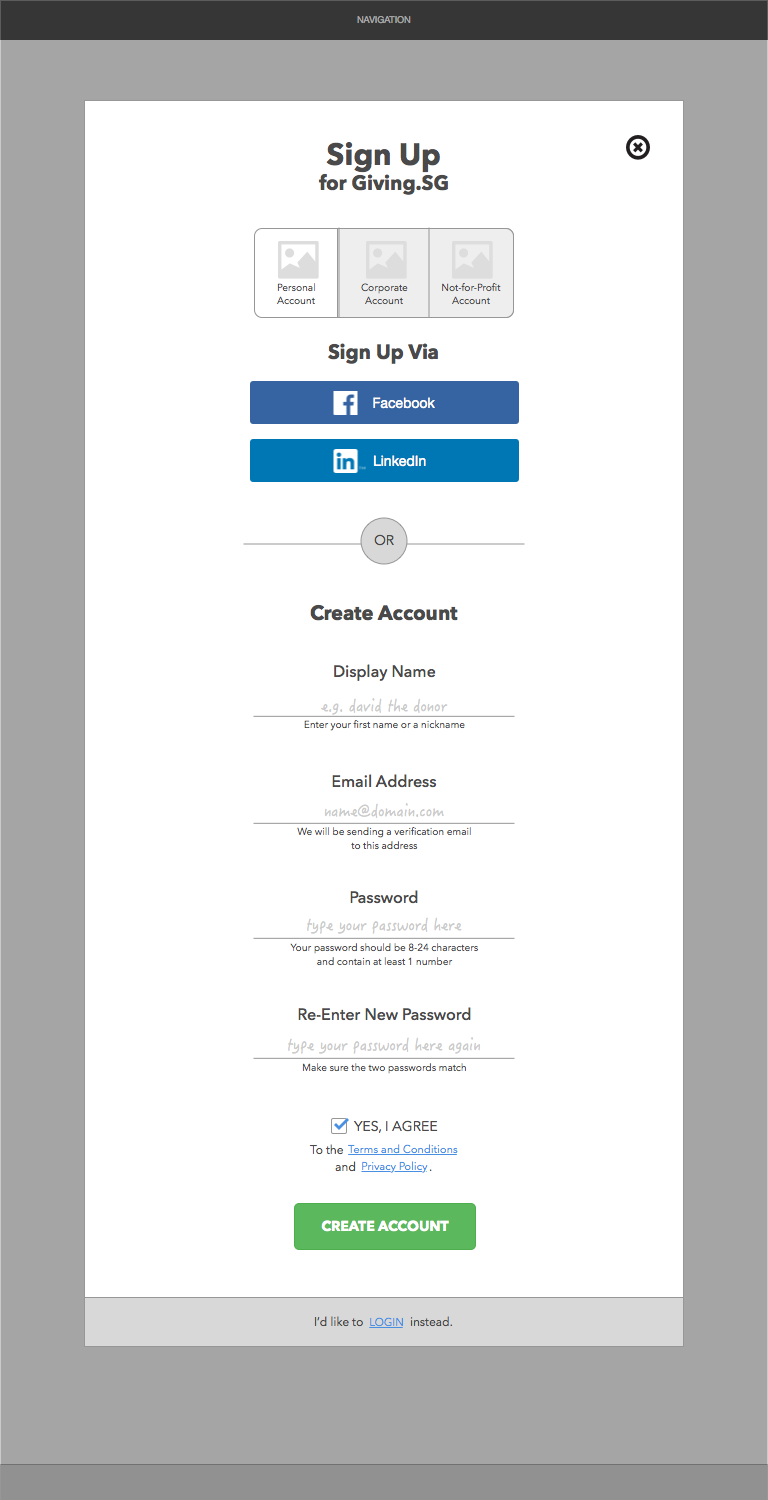 NAVIGATION
Sign Up
for Giving.SG
Personal
Account
Corporate
Account
Not-for-Profit
Account
Sign Up Via
Facebook
LinkedIn
OR
Create Account
Display Name
e.g. david the donor
Enter your first name or a nickname
Email Address
name@domain.com
We will be sending a verification email
to this address
Password
type your password here
Your password should be 8-24 characters
and contain at least 1 number
Re-Enter New Password
type your password here again
Make sure the two passwords match
YES, I AGREE
To the Terms and Conditions
and Privacy Policy.
CREATE ACCOUNT
I'd like to LOGIN instead.